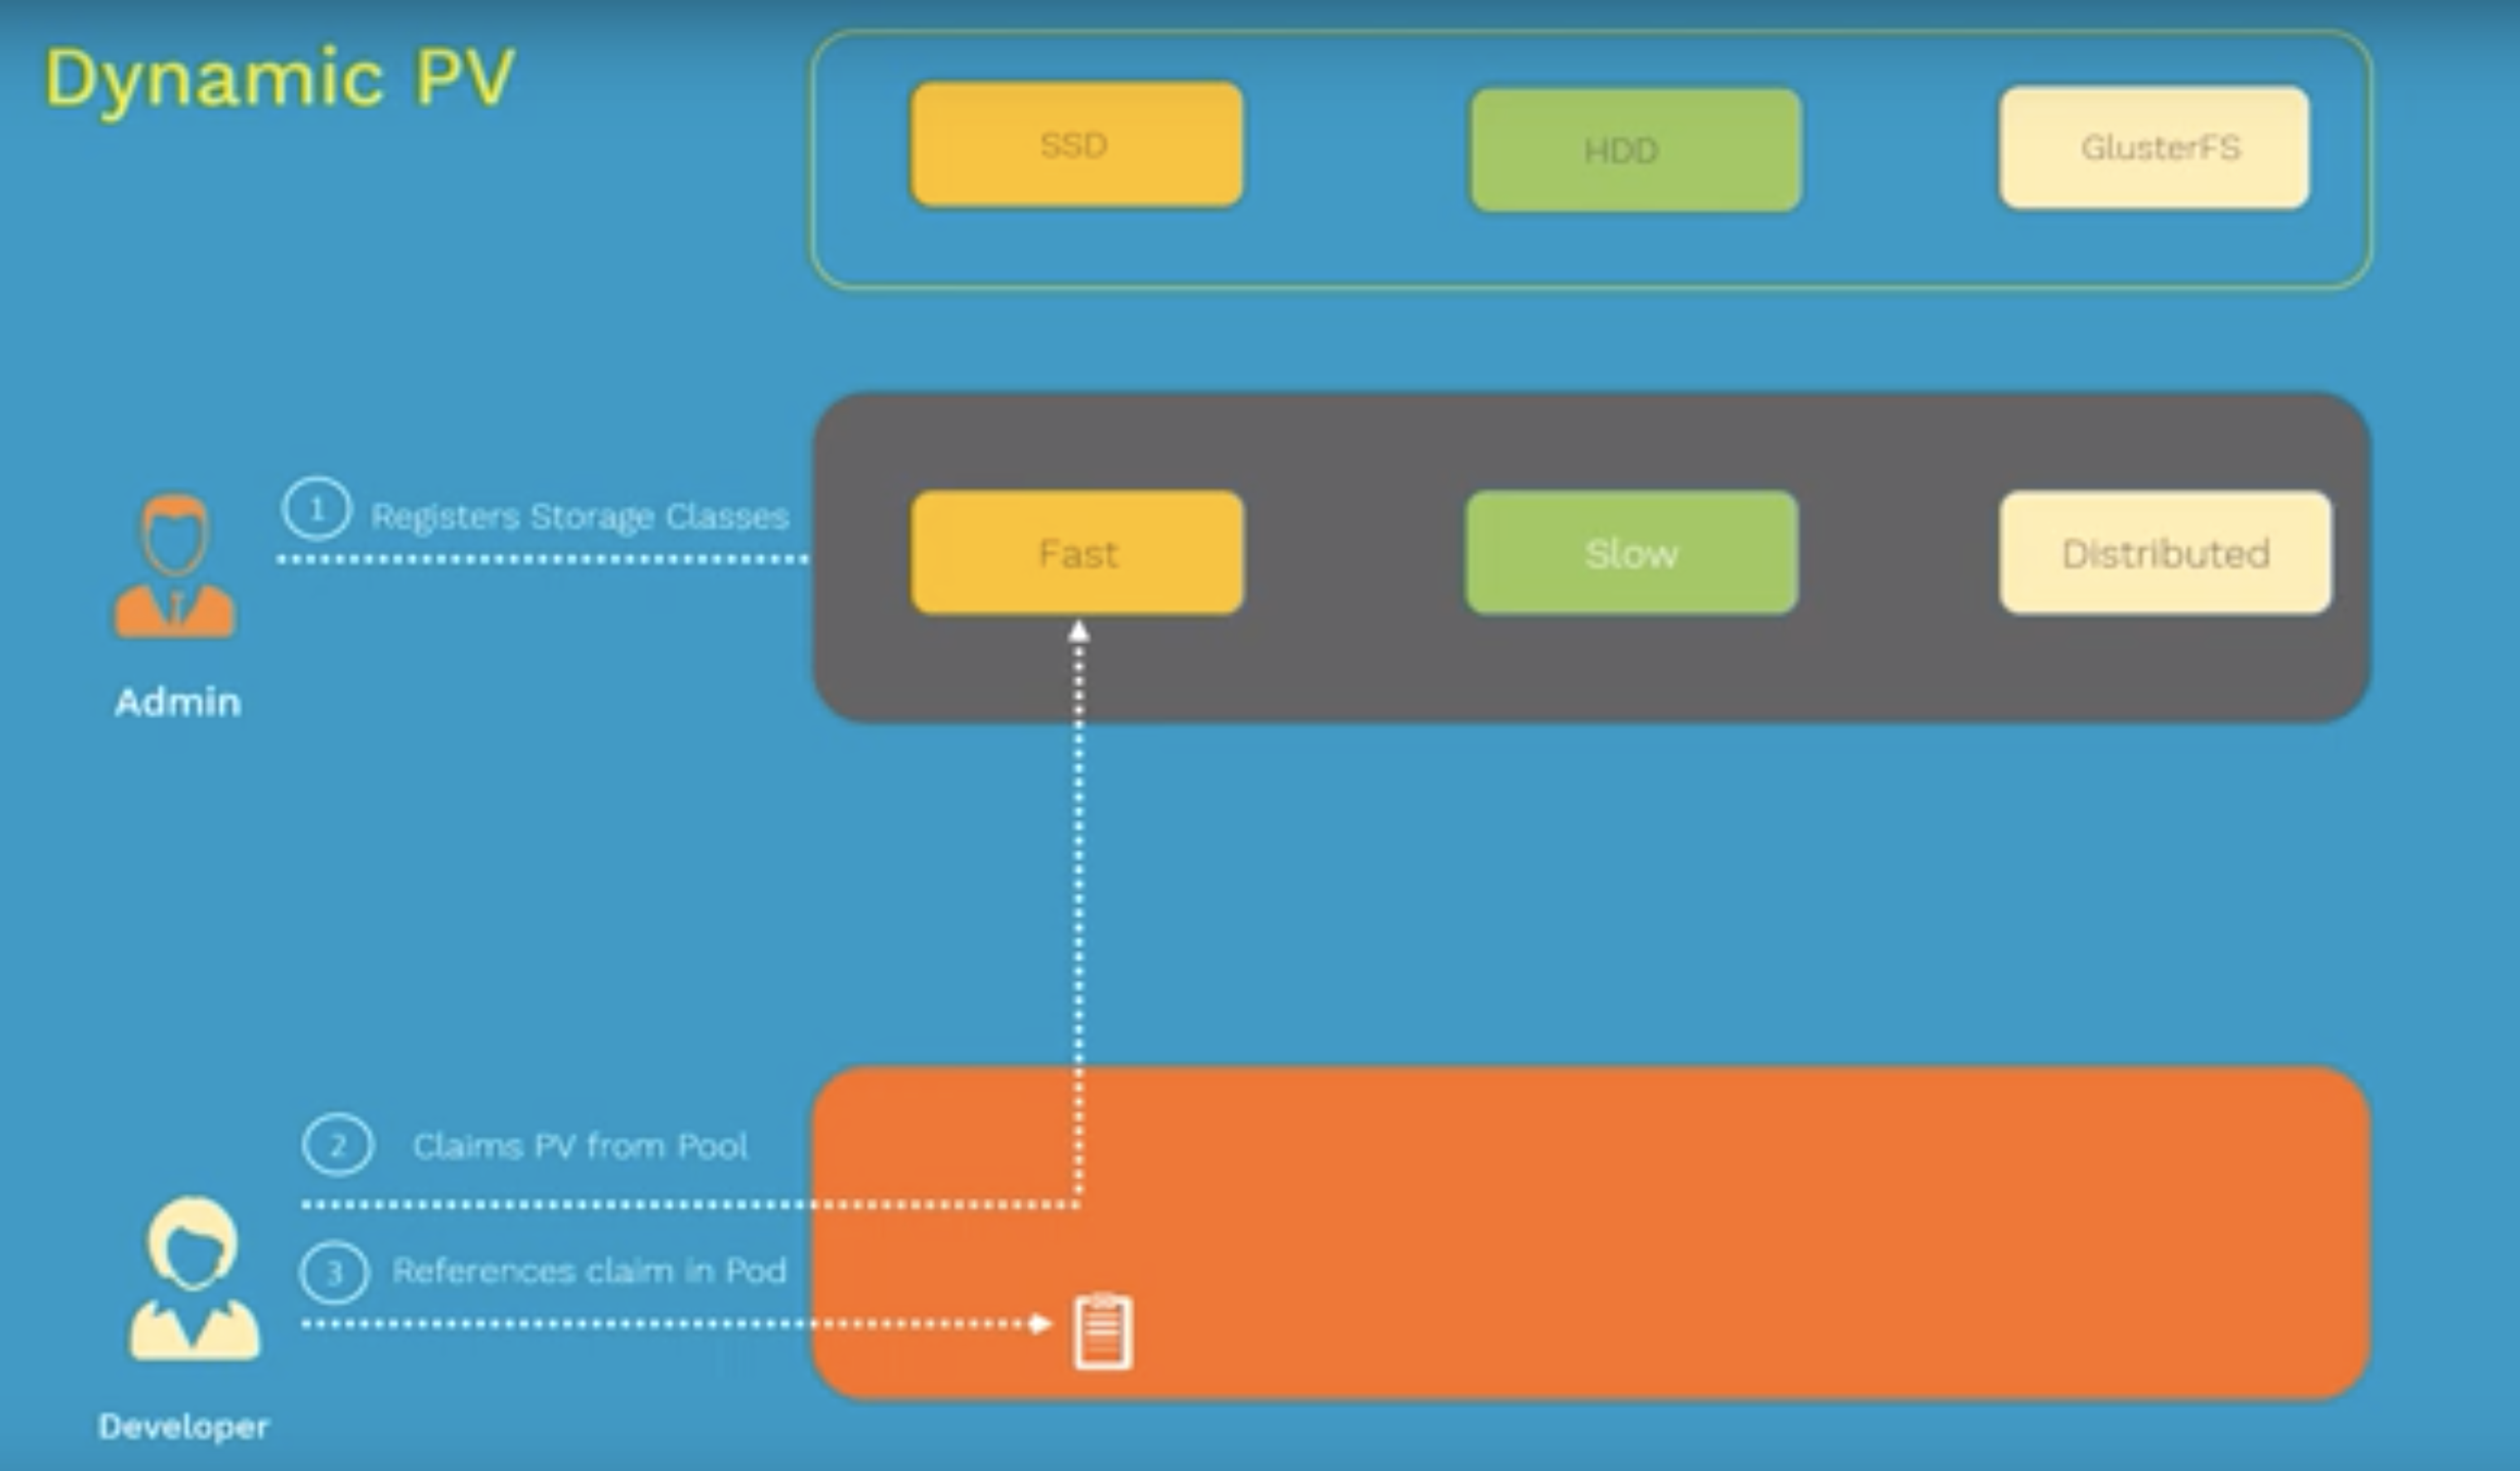 Dynamic PV
SSD
HDD
GlusterFS
1
Registers Storage Classes
Fast
Slow
Distributed
Admin
2
Claims PV from Pool
3
References claim in Pod
Developer